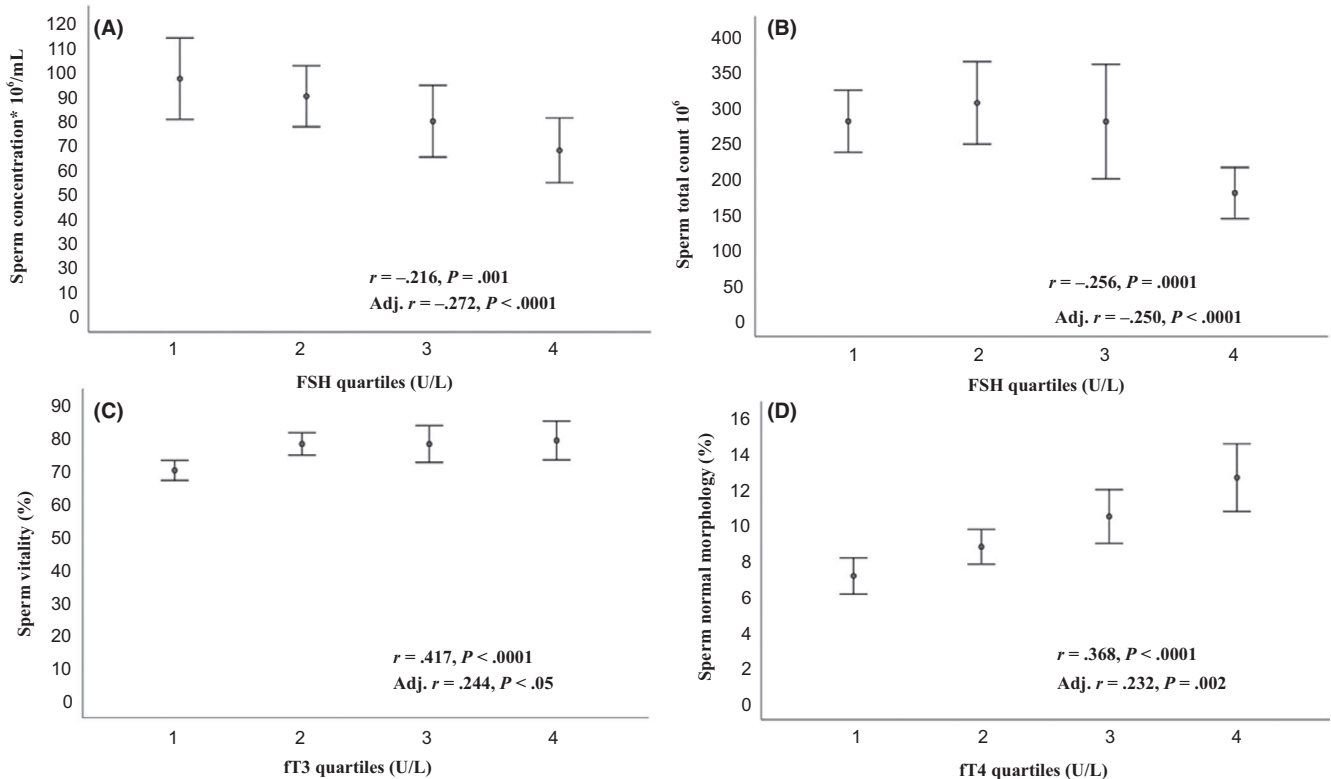 (A)
Sperm concentration* 10⁶/mL
120
110
100
90
80
70
60
50
40
30
30
10
0
r = –.216, P = .001
Adj. r = –.272, P < .0001
1 2 3 4
FSH quartiles (U/L)
(B)
Sperm total count 10⁶
400
350
300
250
200
150
100
50
0
r = –.256, P = .0001
Adj. r = –.250, P < .0001
1 2 3 4
FSH quartiles (U/L)
(C)
Sperm vitality (%)
90
80
70
60
50
40
30
20
10
0
r = .417, P < .0001
Adj. r = .244, P < .05
1 2 3 4
fT3 quartiles (U/L)
(D)
Sperm normal morphology (%)
16
14
12
10
8
6
4
2
0
r = .368, P < .0001
Adj. r = .232, P = .002
1 2 3 4
fT4 quartiles (U/L)